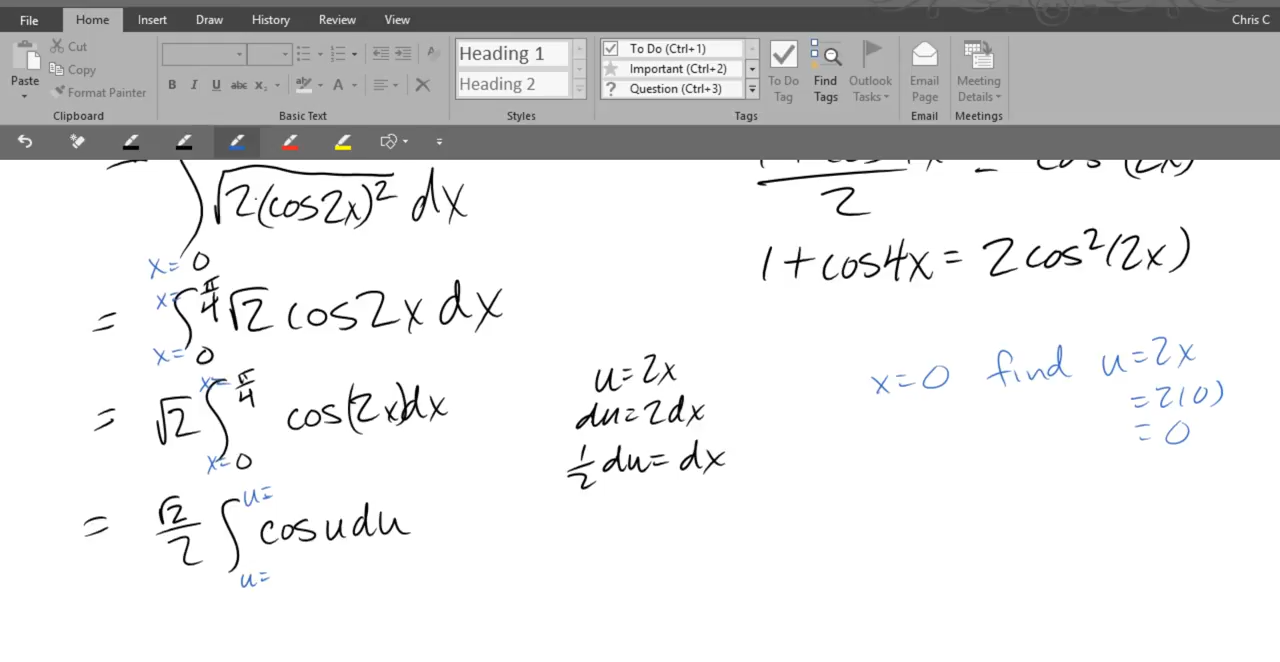 File Home Insert Draw History Review View Chris C
Paste
Cut
Copy
Format Painter
Clipboard
B I U abc X₂ A
Basic Text
Heading 1
Heading 2
Styles
To Do (Ctrl+1)
Important (Ctrl+2)
? Question (Ctrl+3)
To Do Tag
Find Tags
Outlook Tasks
Tags
Email Page
Email
Meeting Details
Meetings
∫ √2·(cos2x)² dx
x= 0
= ∫ x= π/4 x= 0 √2 cos2x dx
= √2 ∫ x= π/4 x= 0 cos(2x)dx
= √2/2 ∫ u= u= cosudu
u=2x
du=2dx
1/2 du=dx
2
1+cos4x=2cos²(2x)
x=0 find u=2x
=2(0)
=0